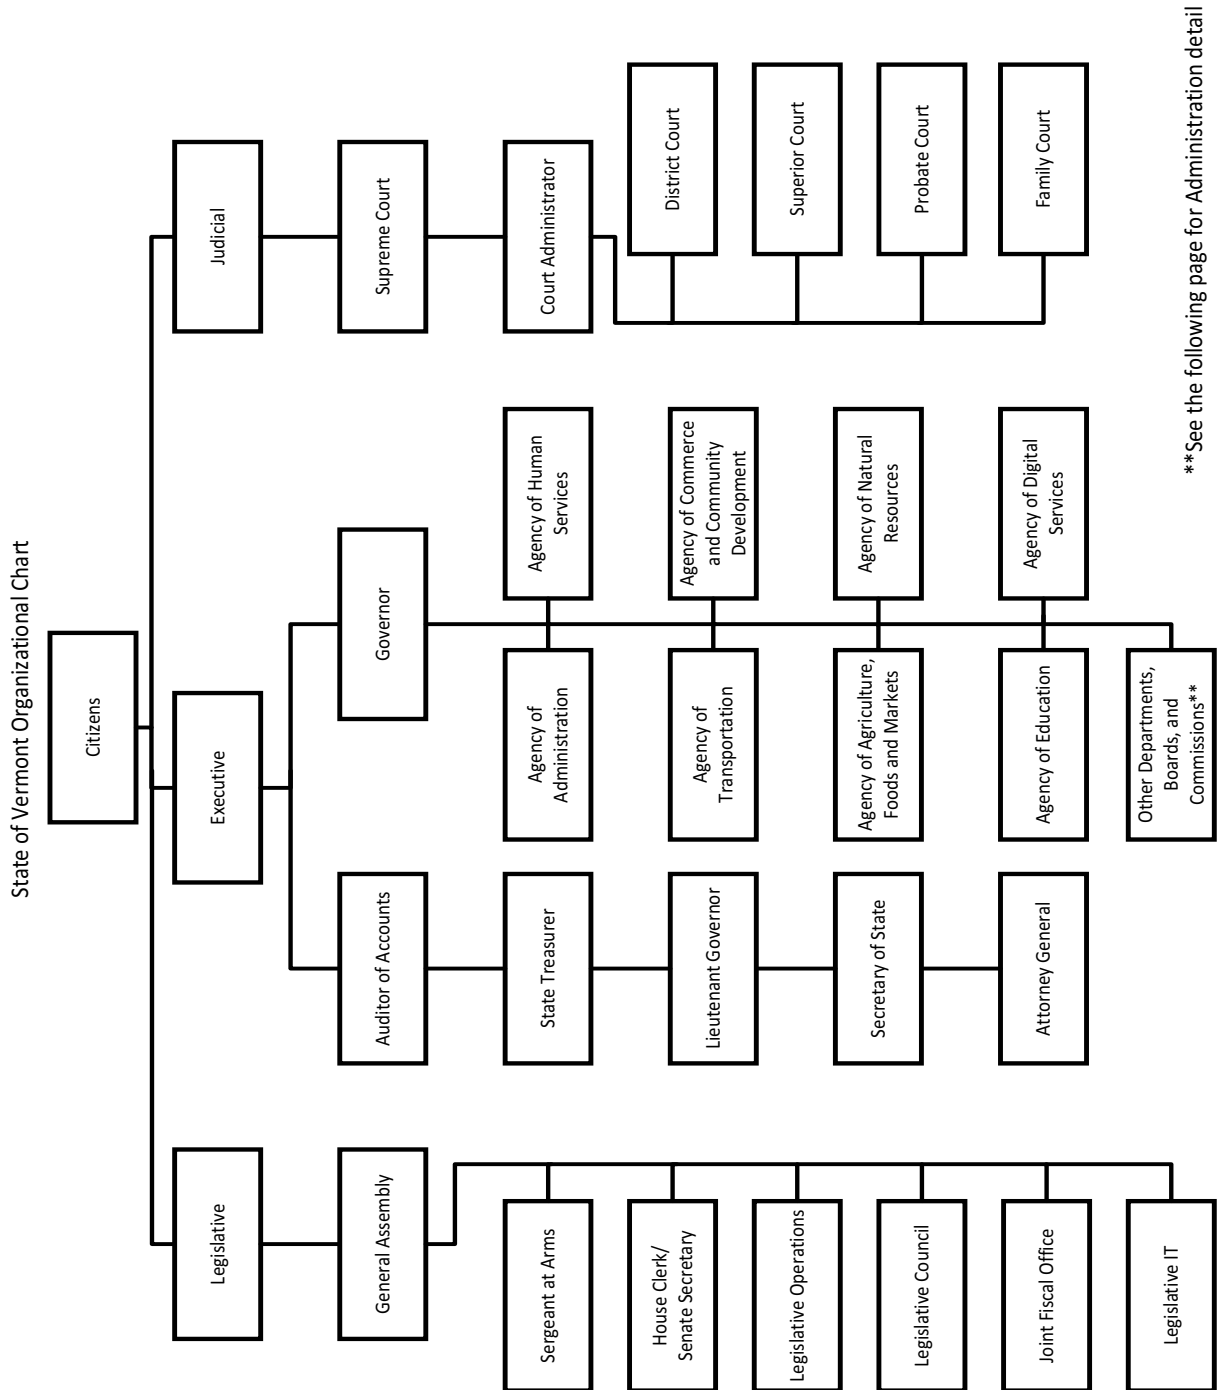 State of Vermont Organizational Chart
Citizens
Legislative
Executive
Judicial
General Assembly
Auditor of Accounts
Governor
Supreme Court
Sergeant at Arms
House Clerk/
Senate Secretary
Legislative Operations
Legislative Council
Joint Fiscal Office
Legislative IT
State Treasurer
Lieutenant Governor
Secretary of State
Attorney General
Agency of
Administration
Agency of Human
Services
Agency of
Transportation
Agency of Commerce
and Community
Development
Agency of Agriculture,
Foods and Markets
Agency of Natural
Resources
Agency of Education
Agency of Digital
Services
Other Departments,
Boards, and
Commissions**
Court Administrator
District Court
Superior Court
Probate Court
Family Court
**See the following page for Administration detail